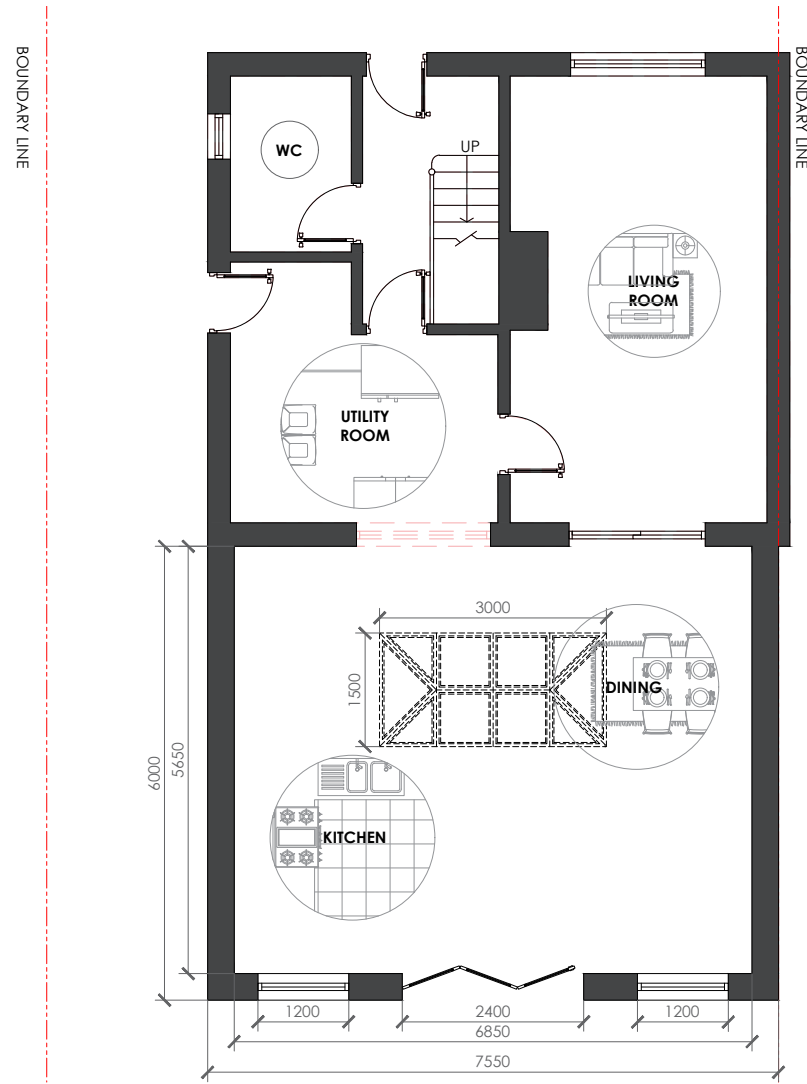 BOUNDARY LINE
BOUNDARY LINE
WC
UP
LIVING
ROOM
UTILITY
ROOM
3000
1500
DINING
6000
5650
KITCHEN
1200
2400
1200
6850
7550